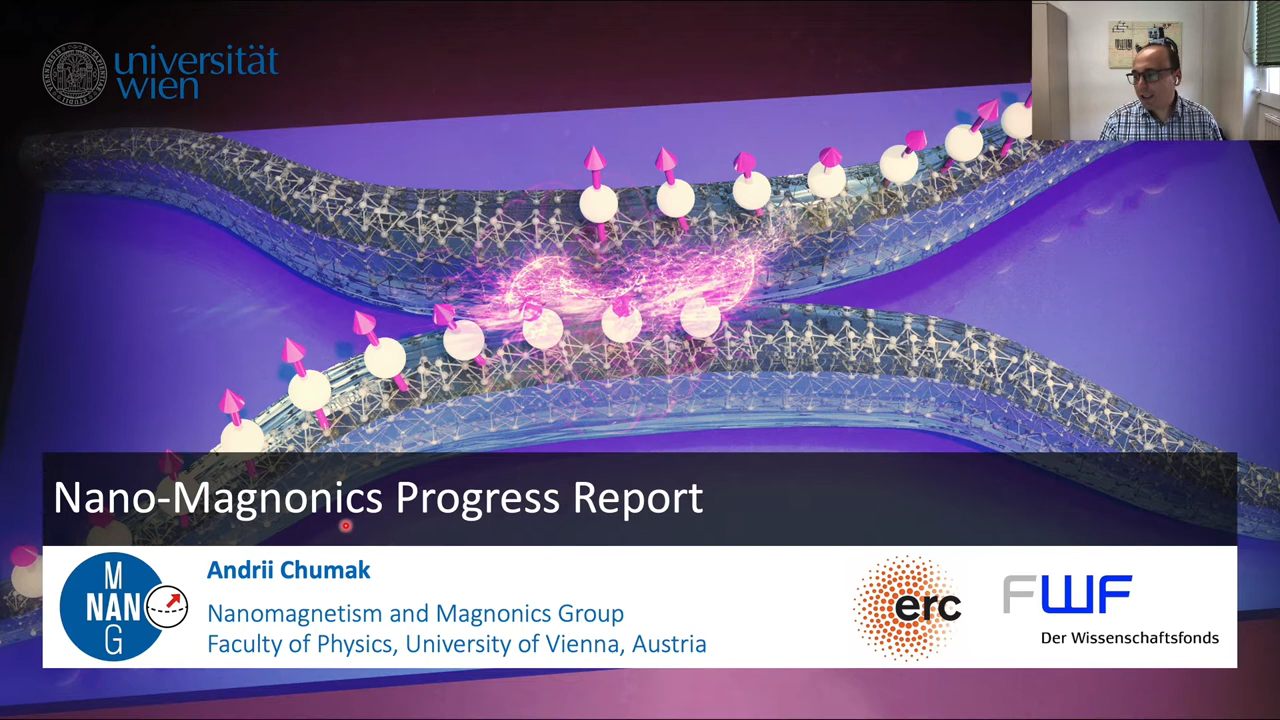 universität
wien
Nano-Magnonics Progress Report
M
NAN
G
Andrii Chumak
Nanomagnetism and Magnonics Group
Faculty of Physics, University of Vienna, Austria
erc
FWF
Der Wissenschaftsfonds